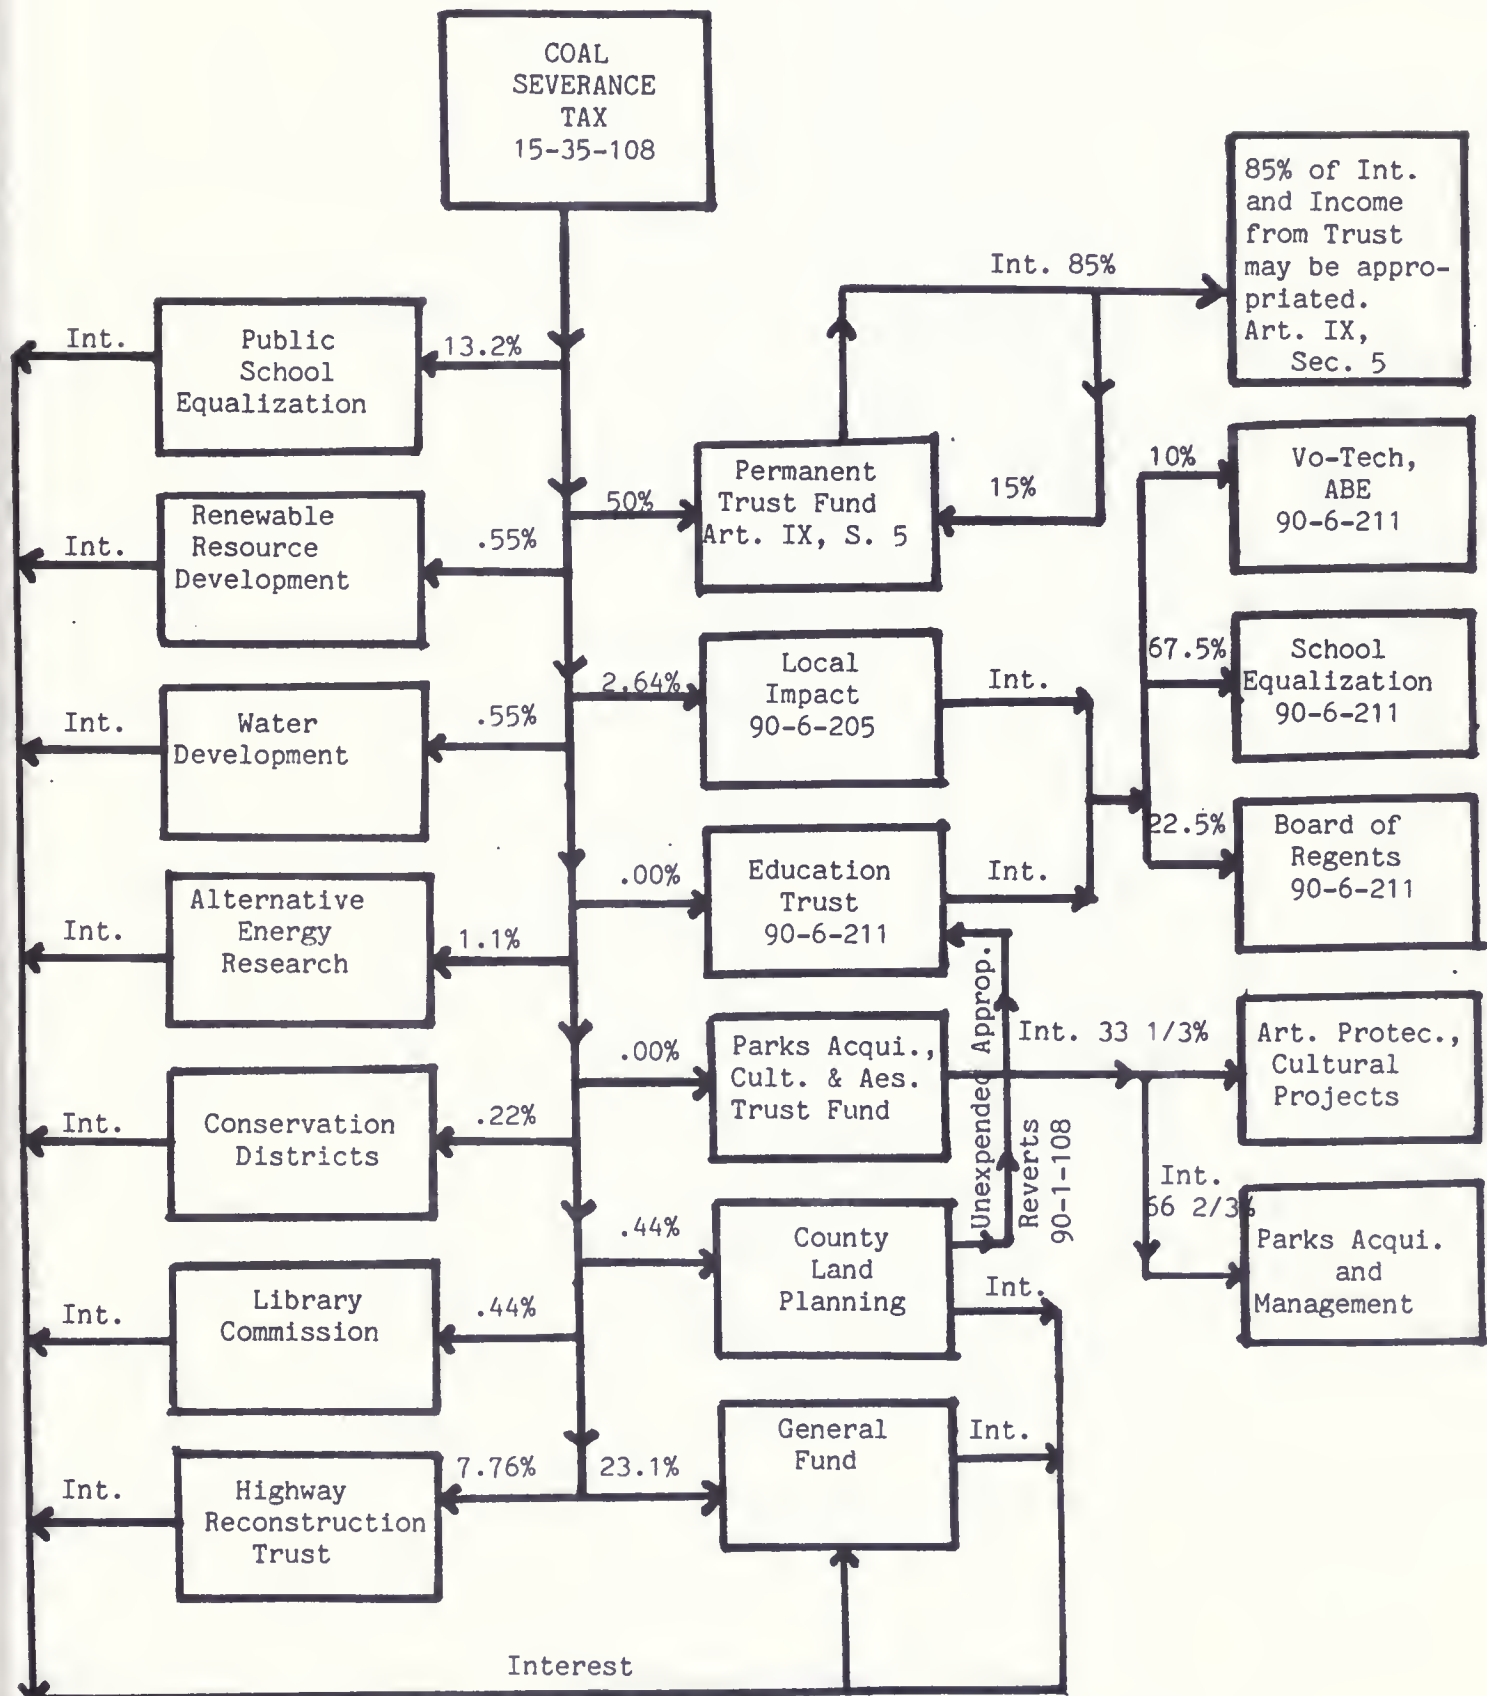 COAL
SEVERANCE
TAX
15-35-108
85% of Int.
and Income
from Trust
may be appro-
priated.
Art. IX,
Sec. 5
Int. 85%
Int.
Public
School
Equalization
13.2%
50%
Permanent
Trust Fund
Art. IX, S. 5
15%
10%
Vo-Tech,
ABE
90-6-211
Int.
Renewable
Resource
Development
.55%
2.64%
Local
Impact
90-6-205
Int.
67.5%
School
Equalization
90-6-211
Int.
Water
Development
.55%
.00%
Education
Trust
90-6-211
Int.
22.5%
Board of
Regents
90-6-211
Int.
Alternative
Energy
Research
1.1%
.00%
Parks Acqui.,
Cult. & Aes.
Trust Fund
Unexpended Approp.
Reverts
90-1-108
Int. 33 1/3%
Art. Protec.,
Cultural
Projects
Int.
Conservation
Districts
.22%
.44%
County
Land
Planning
Int.
Int.
66 2/3%
Parks Acqui.
and
Management
Int.
Library
Commission
.44%
Int.
Highway
Reconstruction
Trust
7.76%
23.1%
General
Fund
Int.
Interest